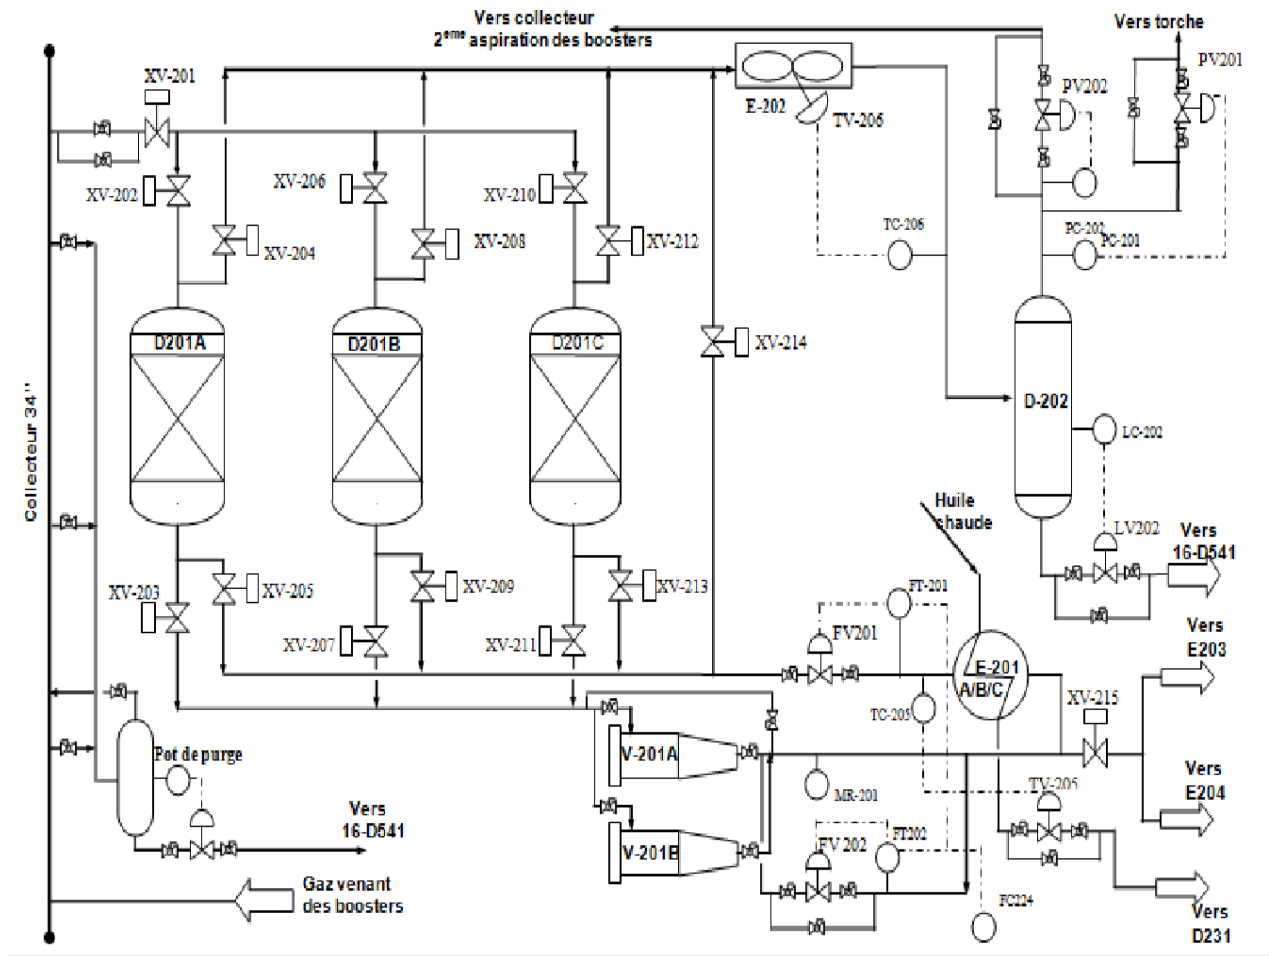 Vers collecteur
2eme aspiration des boosters
Vers torche
XV-201
E-202
TV-206
PV202
PV201
XV-202
XV-206
XV-210
XV-204
XV-208
XV-212
TC-206
PC-202
PC-201
D201A
D201B
D201C
XV-214
D-202
LC-202
Collecteur 34"
Huile
chaude
LV202
Vers
16-D541
XV-203
XV-205
XV-209
XV-213
FT-201
XV-207
XV-211
FV201
Vers
E203
E-201
A/B/C
XV-215
TC-205
Pot de purge
V-201A
MR-201
TV-205
Vers
E204
Vers
16-D541
V-201B
FV202
FT202
FC224
Gaz venant
des boosters
Vers
D231